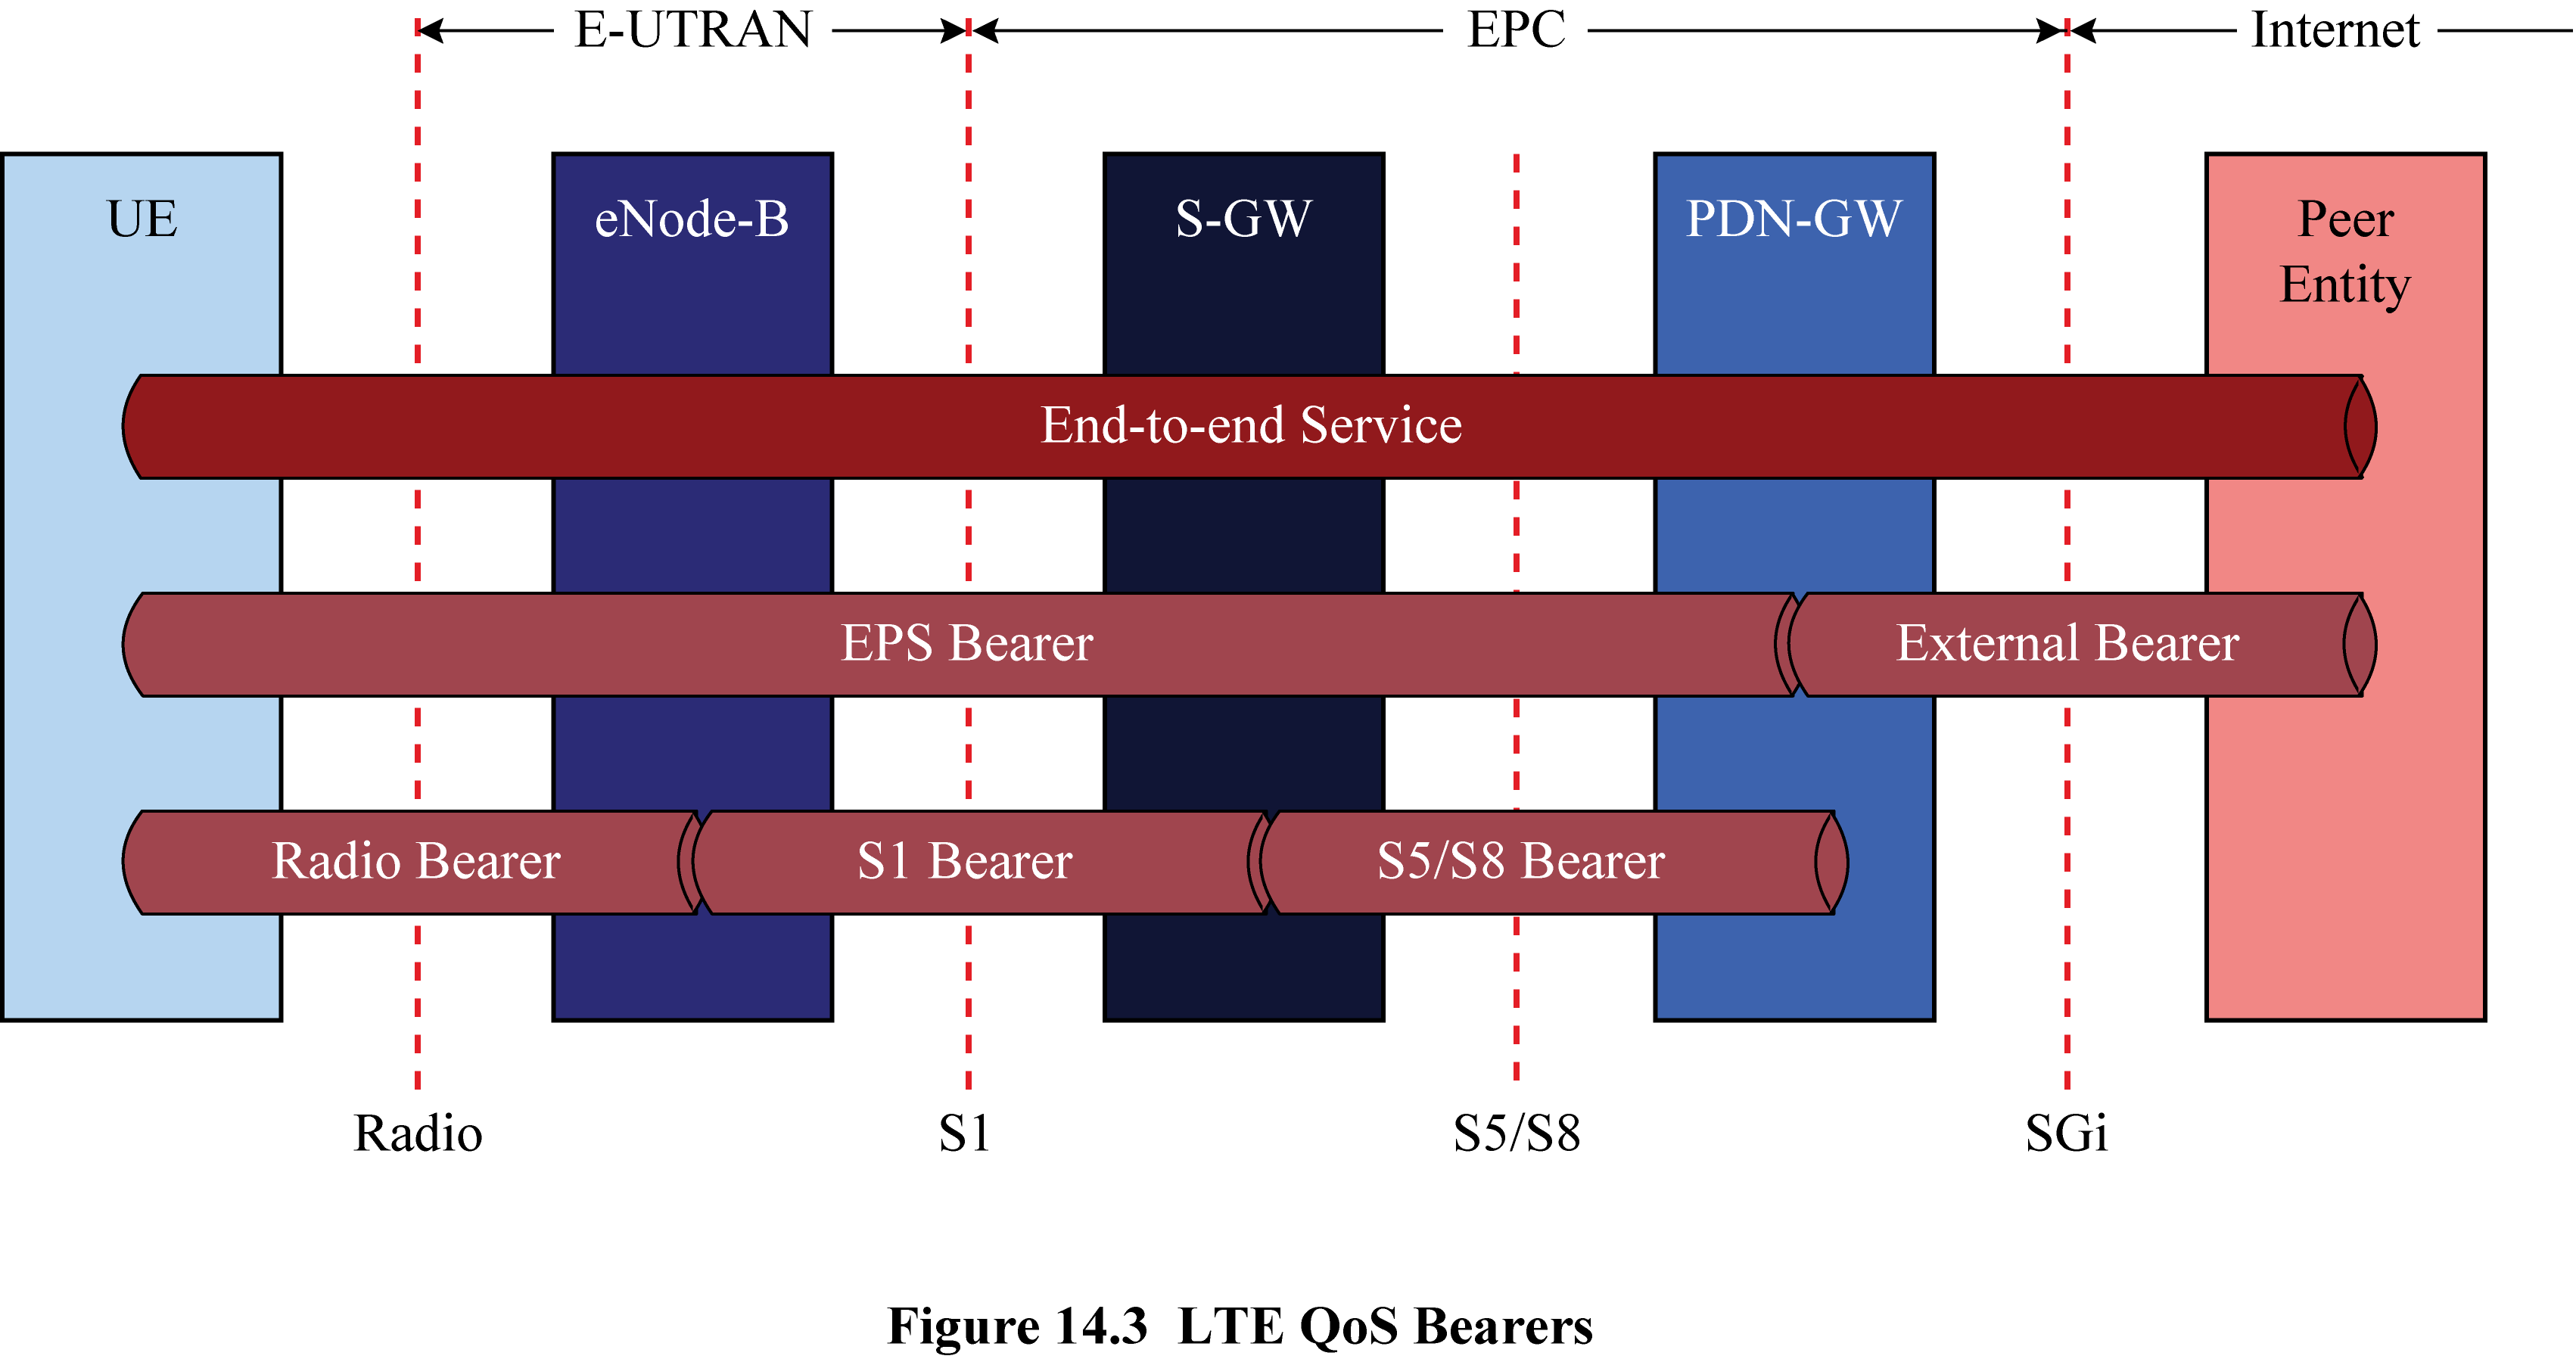 E-UTRAN
EPC
Internet
UE
eNode-B
S-GW
PDN-GW
Peer
Entity
End-to-end Service
EPS Bearer
External Bearer
Radio Bearer
S1 Bearer
S5/S8 Bearer
Radio
S1
S5/S8
SGi
Figure 14.3 LTE QoS Bearers